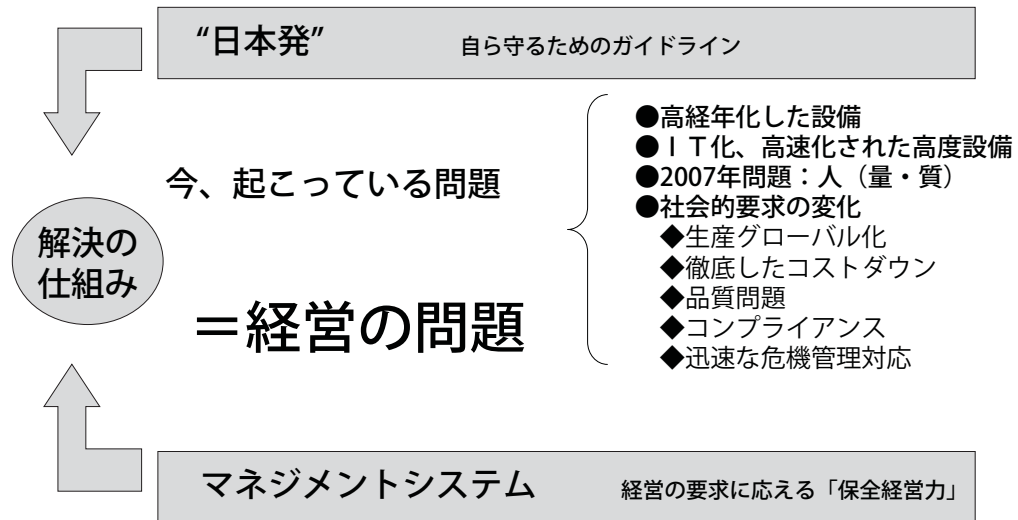 “日本発” 自ら守るためのガイドライン
今、起こっている問題
＝経営の問題
●高経年化した設備
●ＩＴ化、高速化された高度設備
●2007年問題：人（量・質）
●社会的要求の変化
◆生産グローバル化
◆徹底したコストダウン
◆品質問題
◆コンプライアンス
◆迅速な危機管理対応
解決の
仕組み
マネジメントシステム 経営の要求に応える「保全経営力」